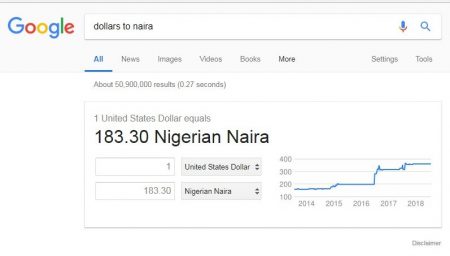 Google
dollars to naira
All News Images Videos Books More Settings Tools
About 50,900,000 results (0.27 seconds)
1 United States Dollar equals
183.30 Nigerian Naira
1 United States Dollar
183.30 Nigerian Naira
400
300
200
100
2014 2015 2016 2017 2018
Disclaimer